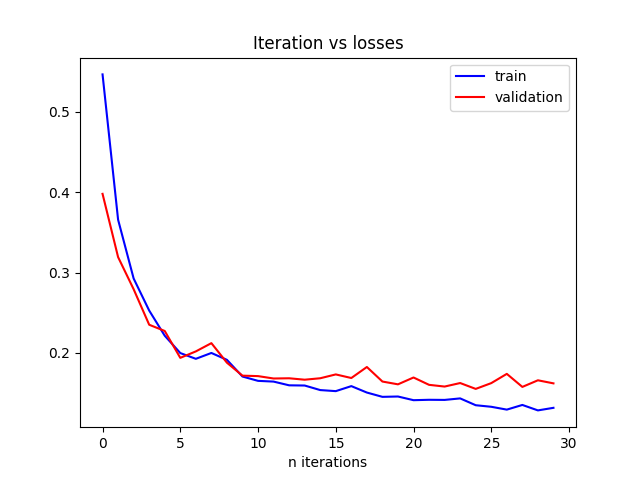 Iteration vs losses
train
validation
0.5
0.4
0.3
0.2
0 5 10 15 20 25 30
n iterations